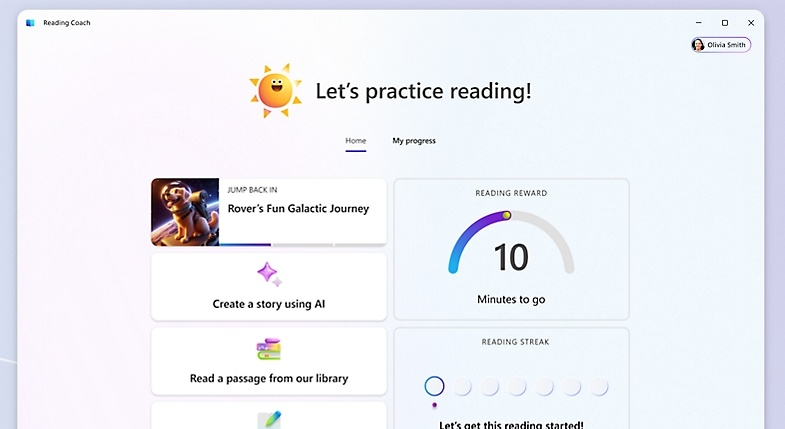 Reading Coach
Olivia Smith
Let's practice reading!
Home
My progress
JUMP BACK IN
Rover's Fun Galactic Journey
Create a story using AI
Read a passage from our library
READING REWARD
10
Minutes to go
READING STREAK
Let's get this reading started!